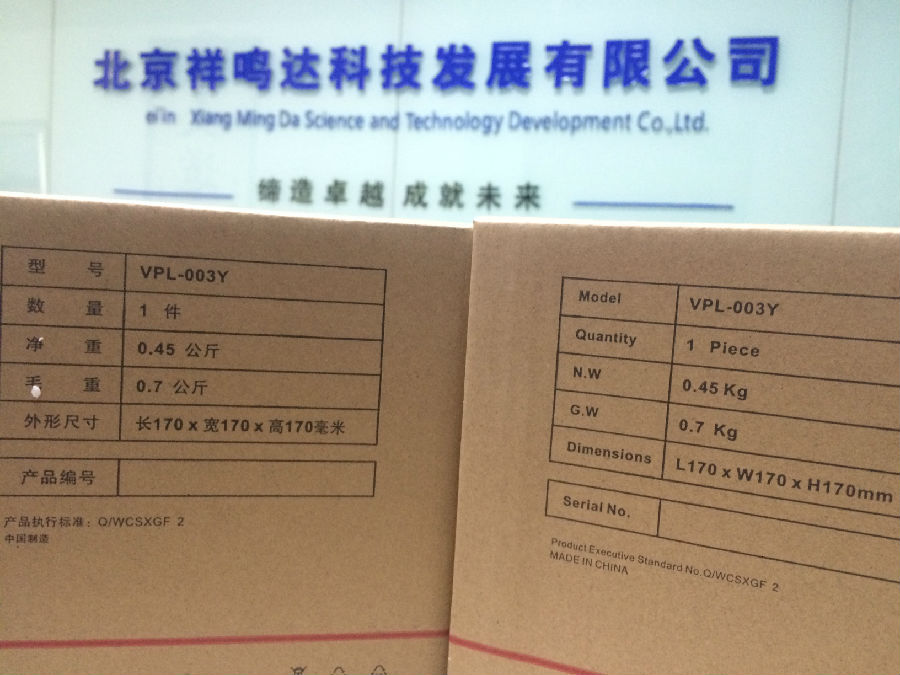 北京祥鸣达科技发展有限公司
Xiang Ming Da Science and Technology Development Co.,Ltd.
缔造卓越 成就未来
型 号 VPL-003Y
数 量 1 件
净 重 0.45 公斤
毛 重 0.7 公斤
外形尺寸 长170 x 宽170 x 高170毫米
产品编号
产品执行标准: Q/WCSXGF 2
中国制造
Model VPL-003Y
Quantity 1 Piece
N.W 0.45 Kg
G.W 0.7 Kg
Dimensions L170 x W170 x H170mm
Serial No.
Product Executive Standard No.Q/WCSXGF 2
MADE IN CHINA